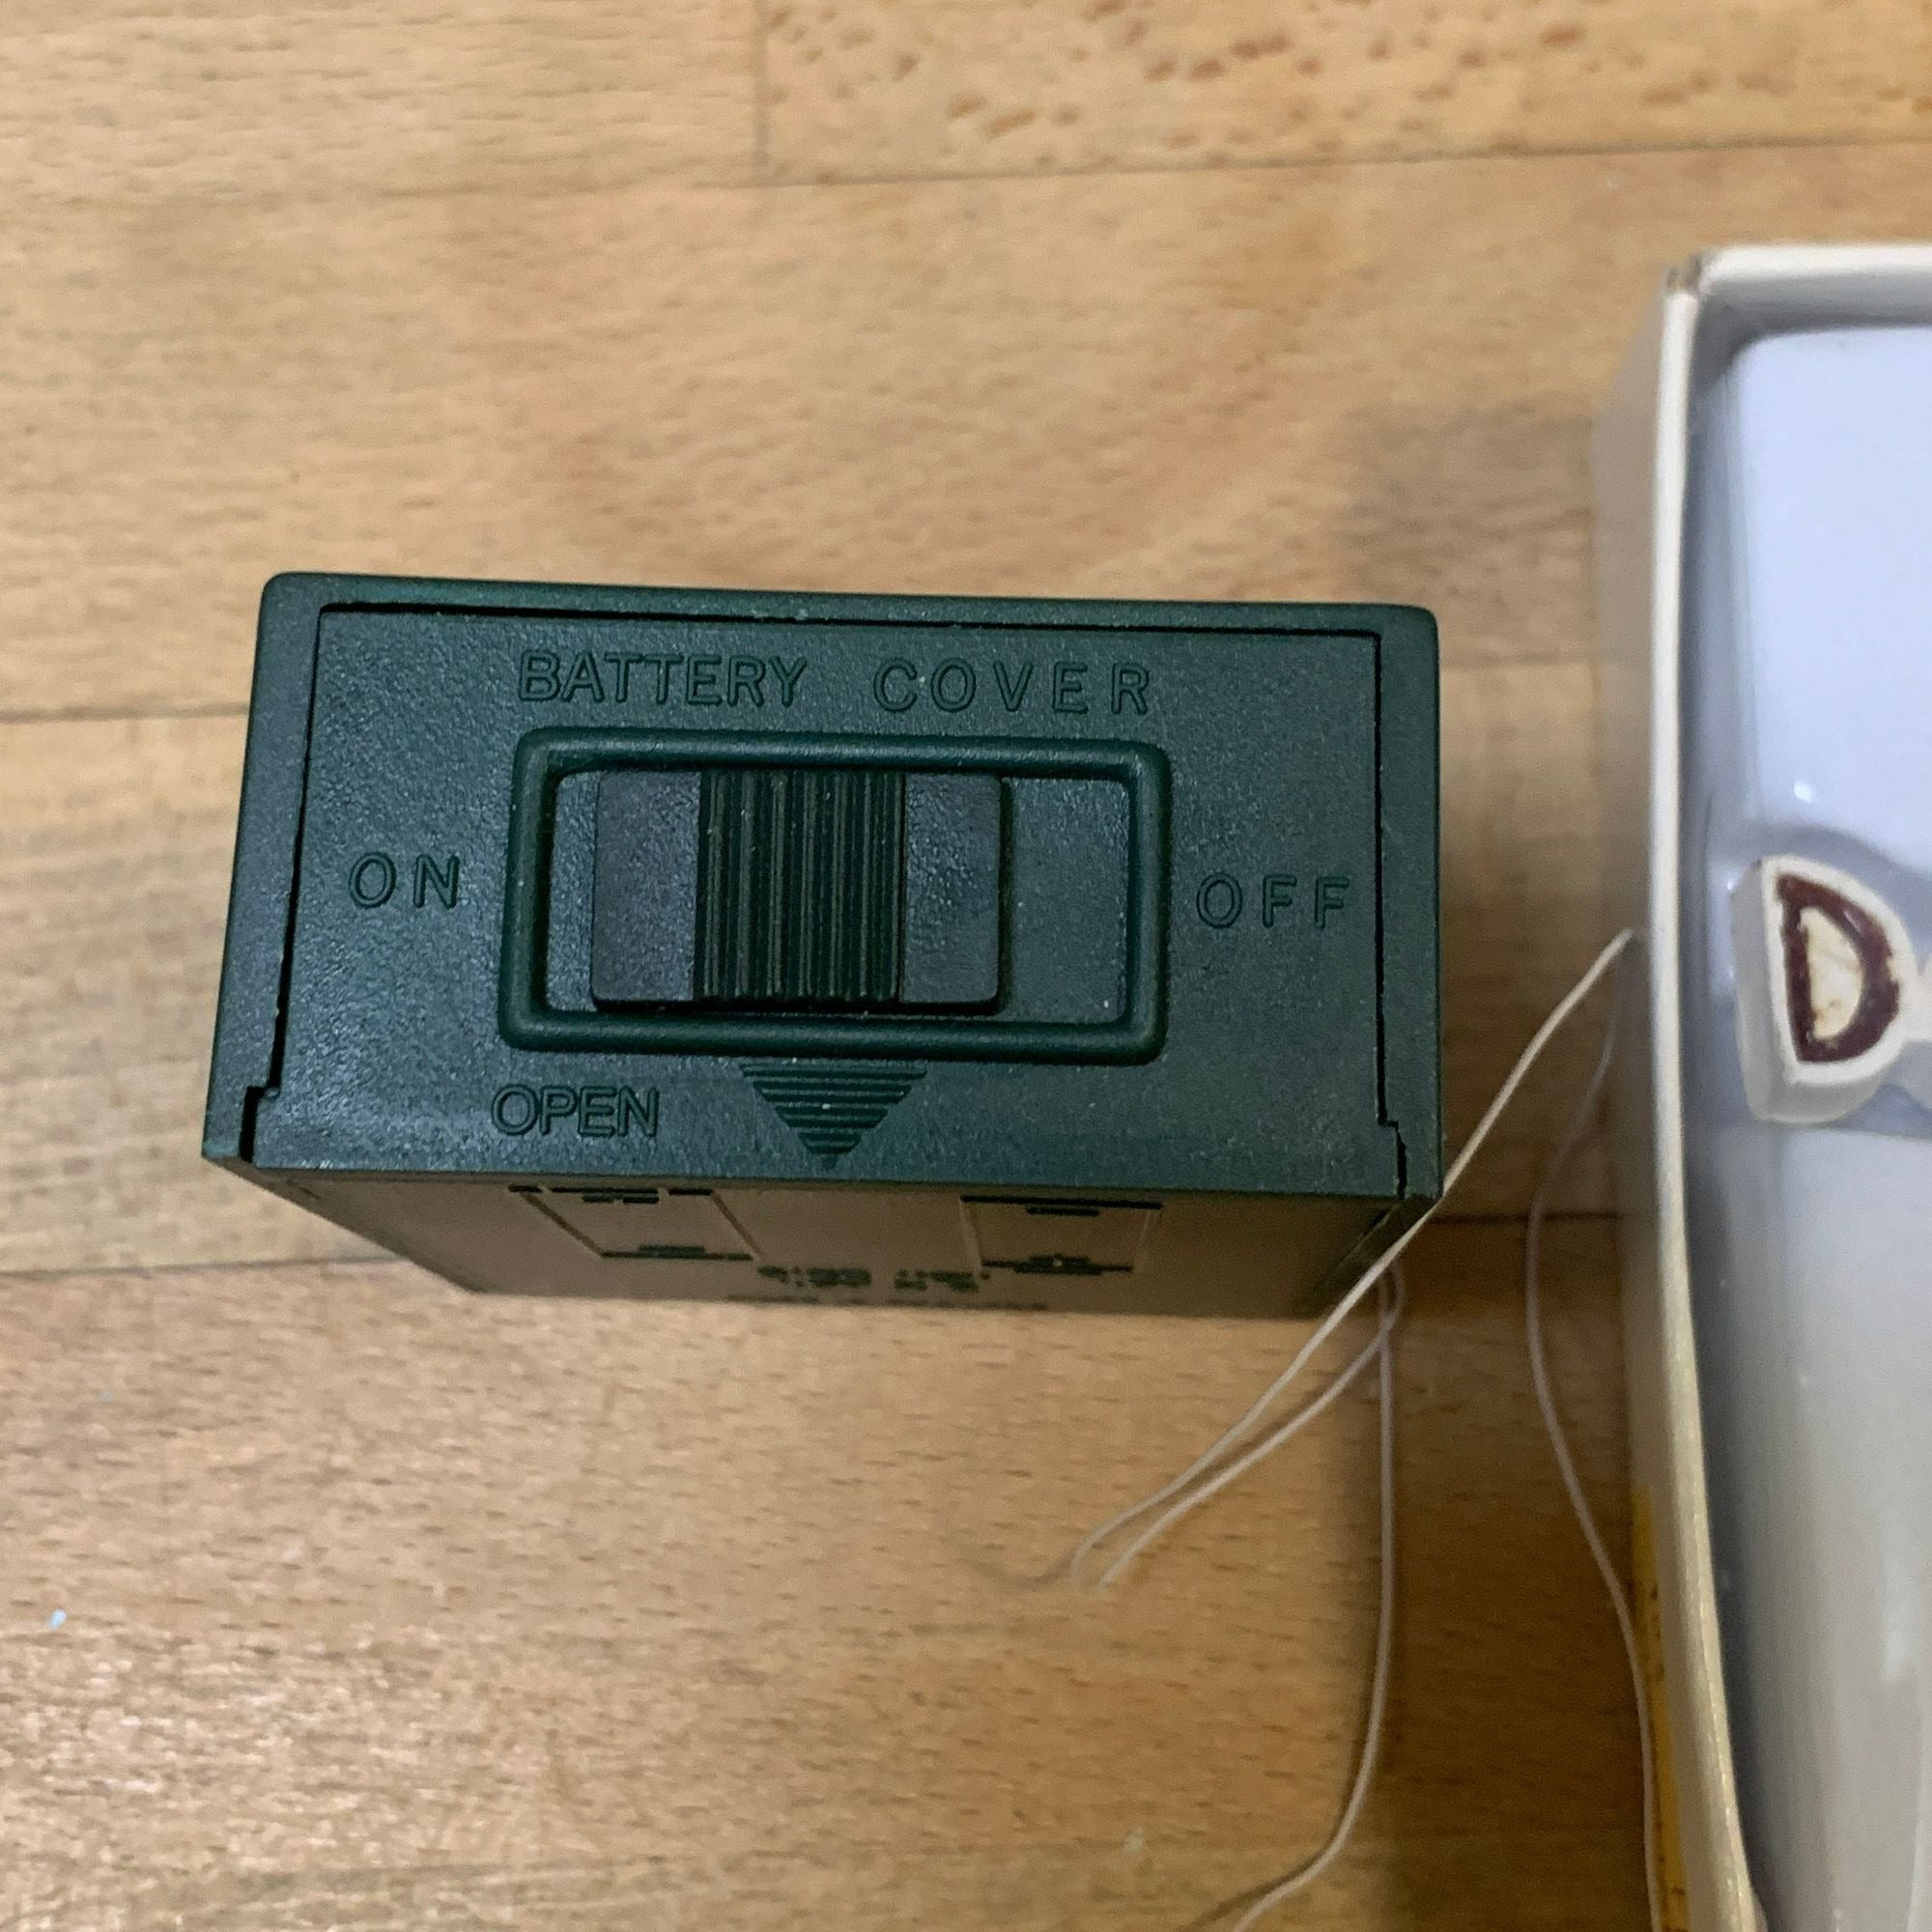 BATTERY COVER
ON OFF
OPEN
D